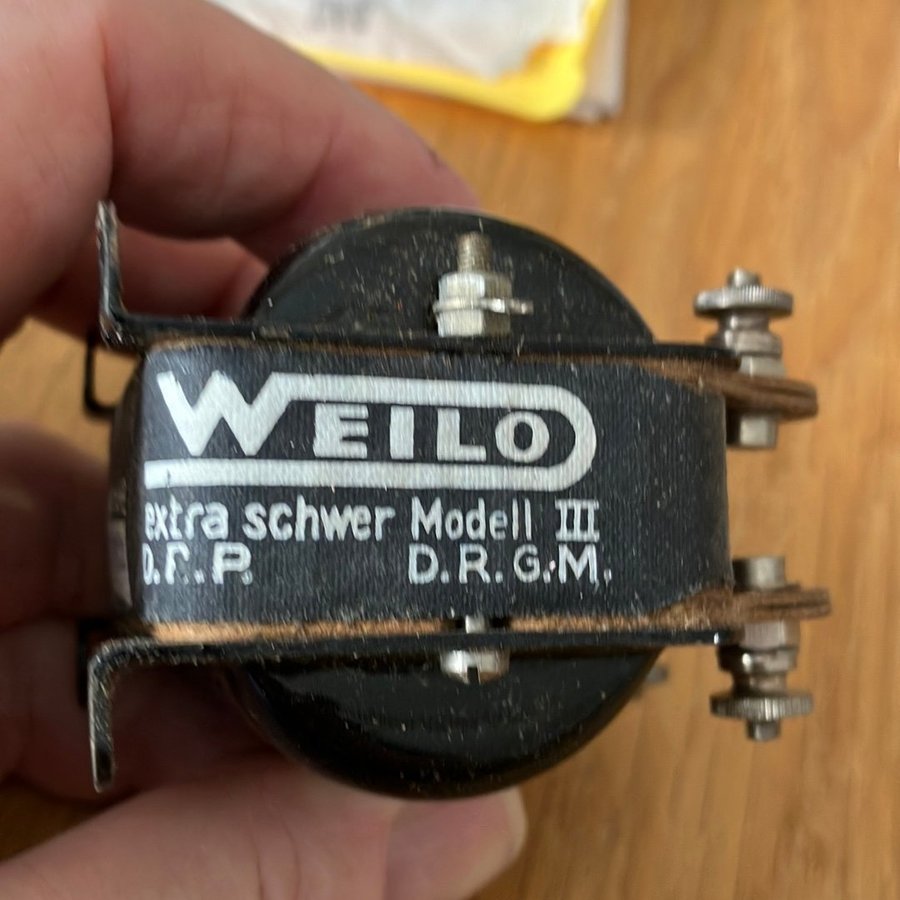 WEILO
extra schwer Modell III
D.R.P. D.R.G.M.